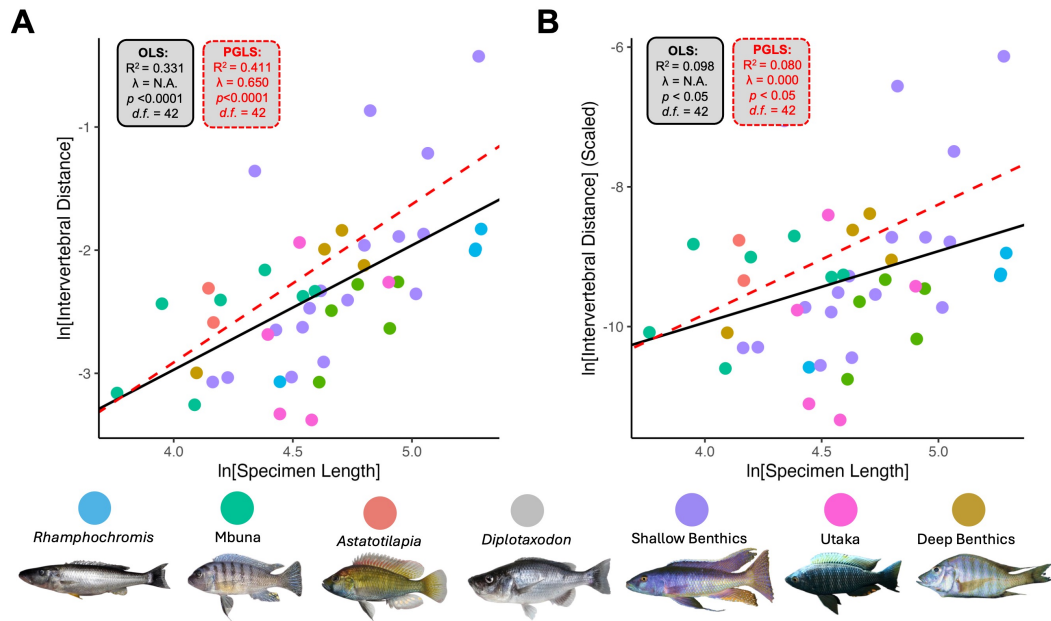 A
OLS:
R² = 0.331
λ = N.A.
p <0.0001
d.f. = 42
PGLS:
R² = 0.411
λ = 0.650
p<0.0001
d.f. = 42
ln[Intervertebral Distance]
-1
-2
-3
4.0 4.5 5.0
ln[Specimen Length]
B
OLS:
R² = 0.098
λ = N.A.
p < 0.05
d.f. = 42
PGLS:
R² = 0.080
λ = 0.000
p < 0.05
d.f. = 42
ln[Intervertebral Distance] (Scaled)
-6
-8
-10
4.0 4.5 5.0
ln[Specimen Length]
Rhamphochromis Mbuna Astatotilapia Diplotaxodon Shallow Benthics Utaka Deep Benthics